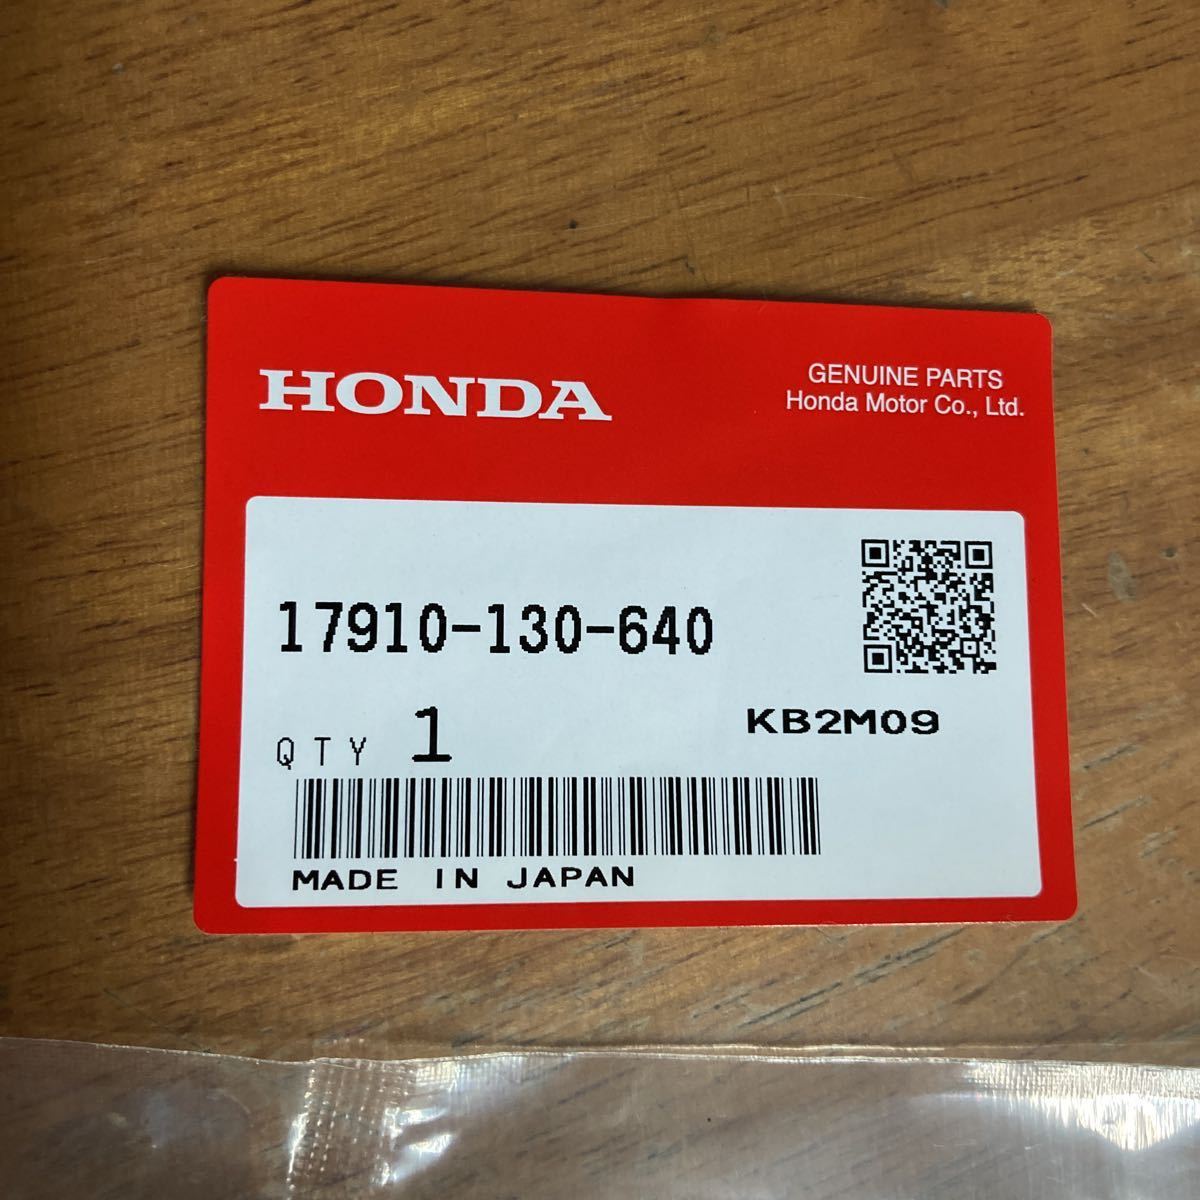 HONDA
GENUINE PARTS
Honda Motor Co., Ltd.
17910-130-640
QTY 1
KB2M09
MADE IN JAPAN